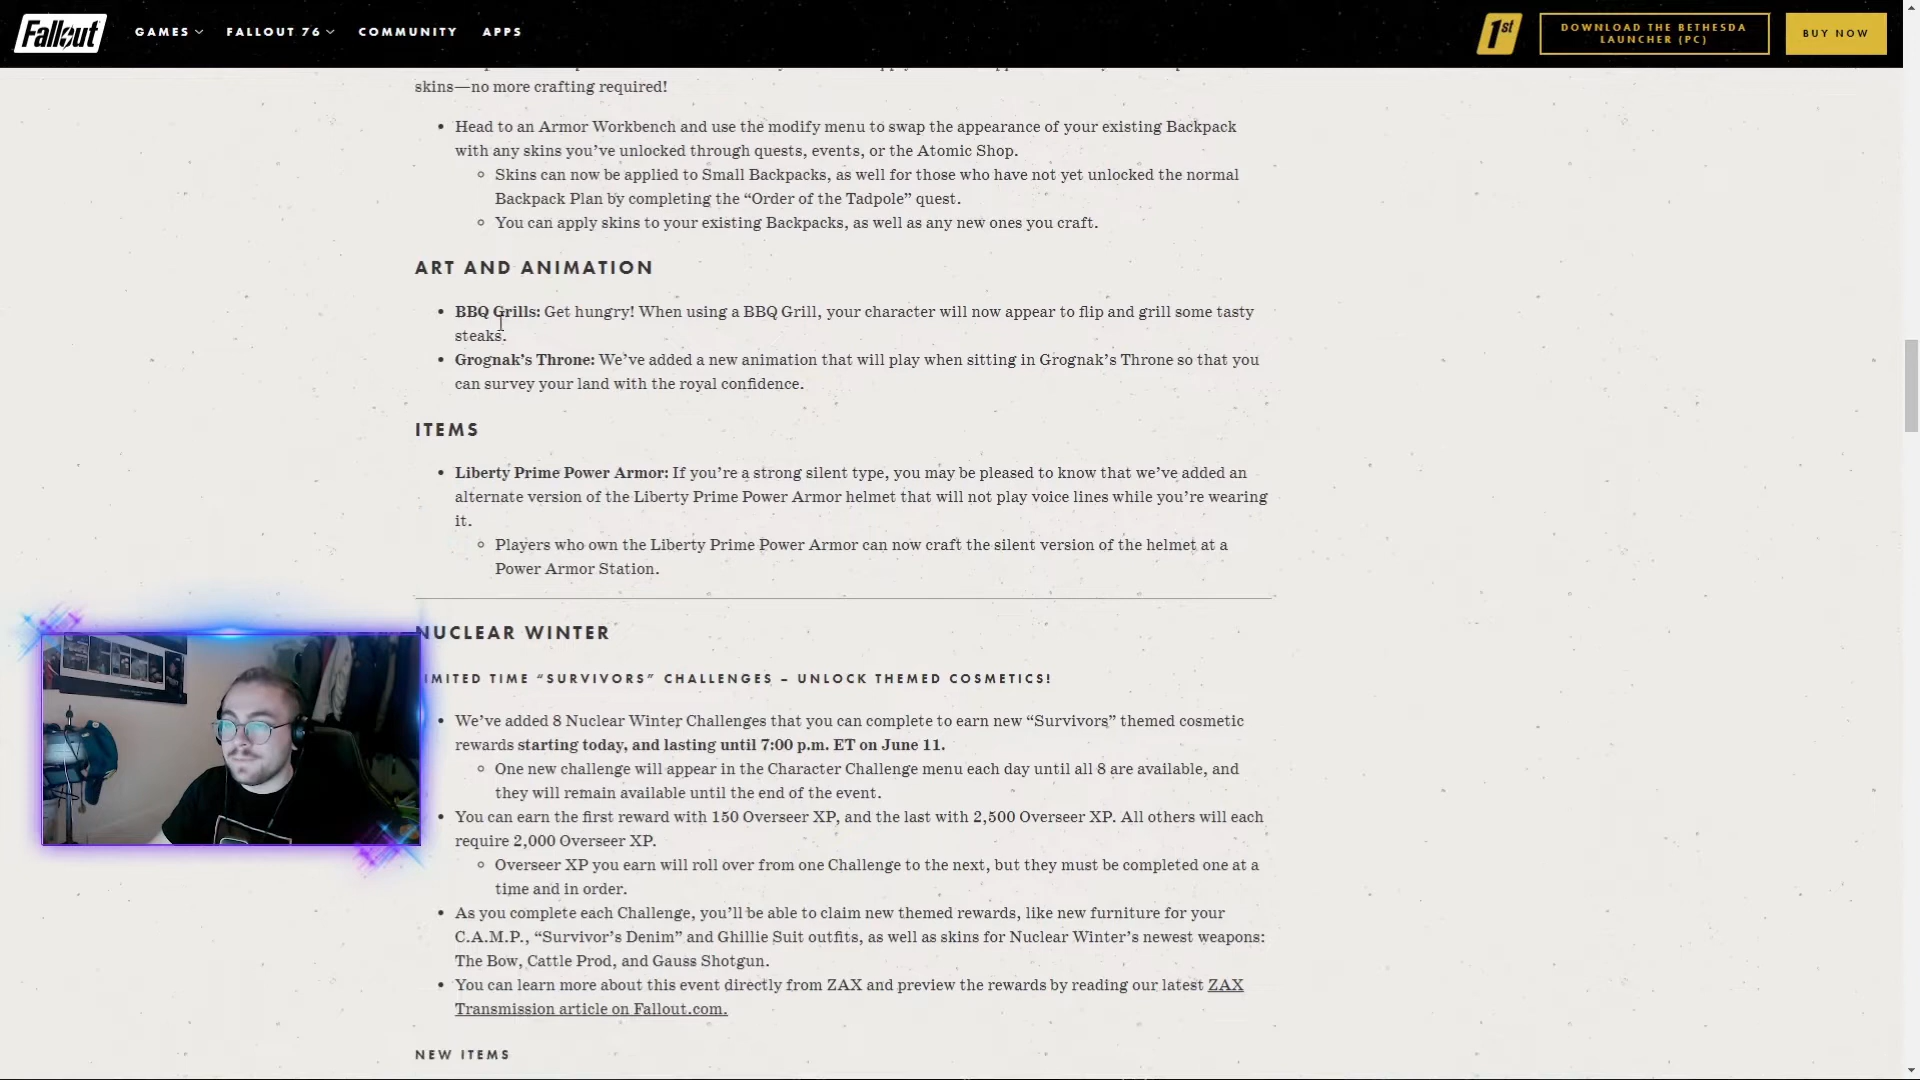 Fallout
GAMES
FALLOUT 76
COMMUNITY
APPS
1st
DOWNLOAD THE BETHESDA
LAUNCHER (PC)
BUY NOW
skins—no more crafting required!
• Head to an Armor Workbench and use the modify menu to swap the appearance of your existing Backpack
with any skins you’ve unlocked through quests, events, or the Atomic Shop.
Skins can now be applied to Small Backpacks, as well for those who have not yet unlocked the normal
Backpack Plan by completing the “Order of the Tadpole” quest.
You can apply skins to your existing Backpacks, as well as any new ones you craft.
ART AND ANIMATION
• BBQ Grills: Get hungry! When using a BBQ Grill, your character will now appear to flip and grill some tasty
steaks.
• Grognak’s Throne: We’ve added a new animation that will play when sitting in Grognak’s Throne so that you
can survey your land with the royal confidence.
ITEMS
• Liberty Prime Power Armor: If you’re a strong silent type, you may be pleased to know that we’ve added an
alternate version of the Liberty Prime Power Armor helmet that will not play voice lines while you’re wearing
it.
Players who own the Liberty Prime Power Armor can now craft the silent version of the helmet at a
Power Armor Station.
NUCLEAR WINTER
IMITED TIME “SURVIVORS” CHALLENGES – UNLOCK THEMED COSMETICS!
• We’ve added 8 Nuclear Winter Challenges that you can complete to earn new “Survivors” themed cosmetic
rewards starting today, and lasting until 7:00 p.m. ET on June 11.
One new challenge will appear in the Character Challenge menu each day until all 8 are available, and
they will remain available until the end of the event.
• You can earn the first reward with 150 Overseer XP, and the last with 2,500 Overseer XP. All others will each
require 2,000 Overseer XP.
Overseer XP you earn will roll over from one Challenge to the next, but they must be completed one at a
time and in order.
• As you complete each Challenge, you’ll be able to claim new themed rewards, like new furniture for your
C.A.M.P., “Survivor’s Denim” and Ghillie Suit outfits, as well as skins for Nuclear Winter’s newest weapons:
The Bow, Cattle Prod, and Gauss Shotgun.
• You can learn more about this event directly from ZAX and preview the rewards by reading our latest ZAX
Transmission article on Fallout.com.
NEW ITEMS